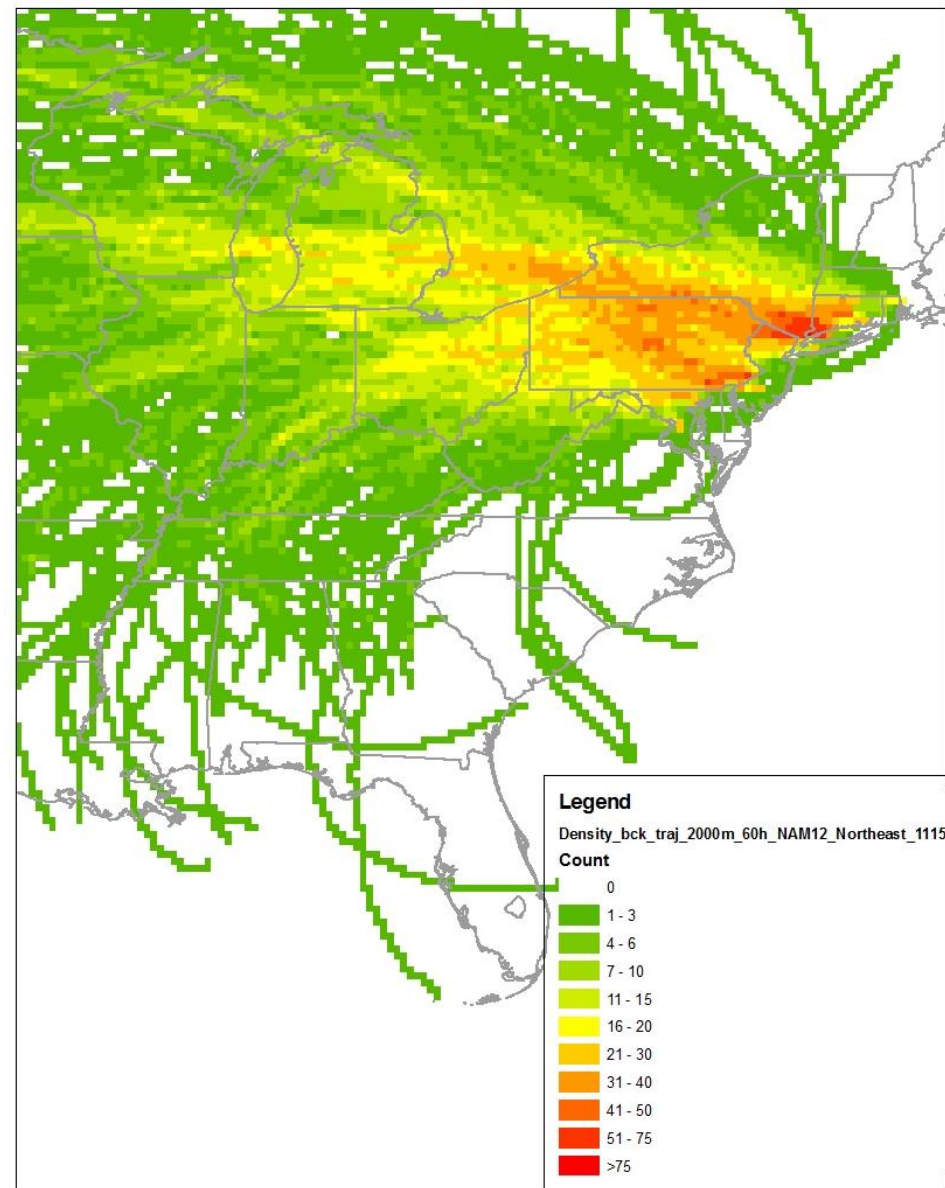 Legend
Density_bck_traj_2000m_60h_NAM12_Northeast_1115
Count
0
1 - 3
4 - 6
7 - 10
11 - 15
16 - 20
21 - 30
31 - 40
41 - 50
51 - 75
>75